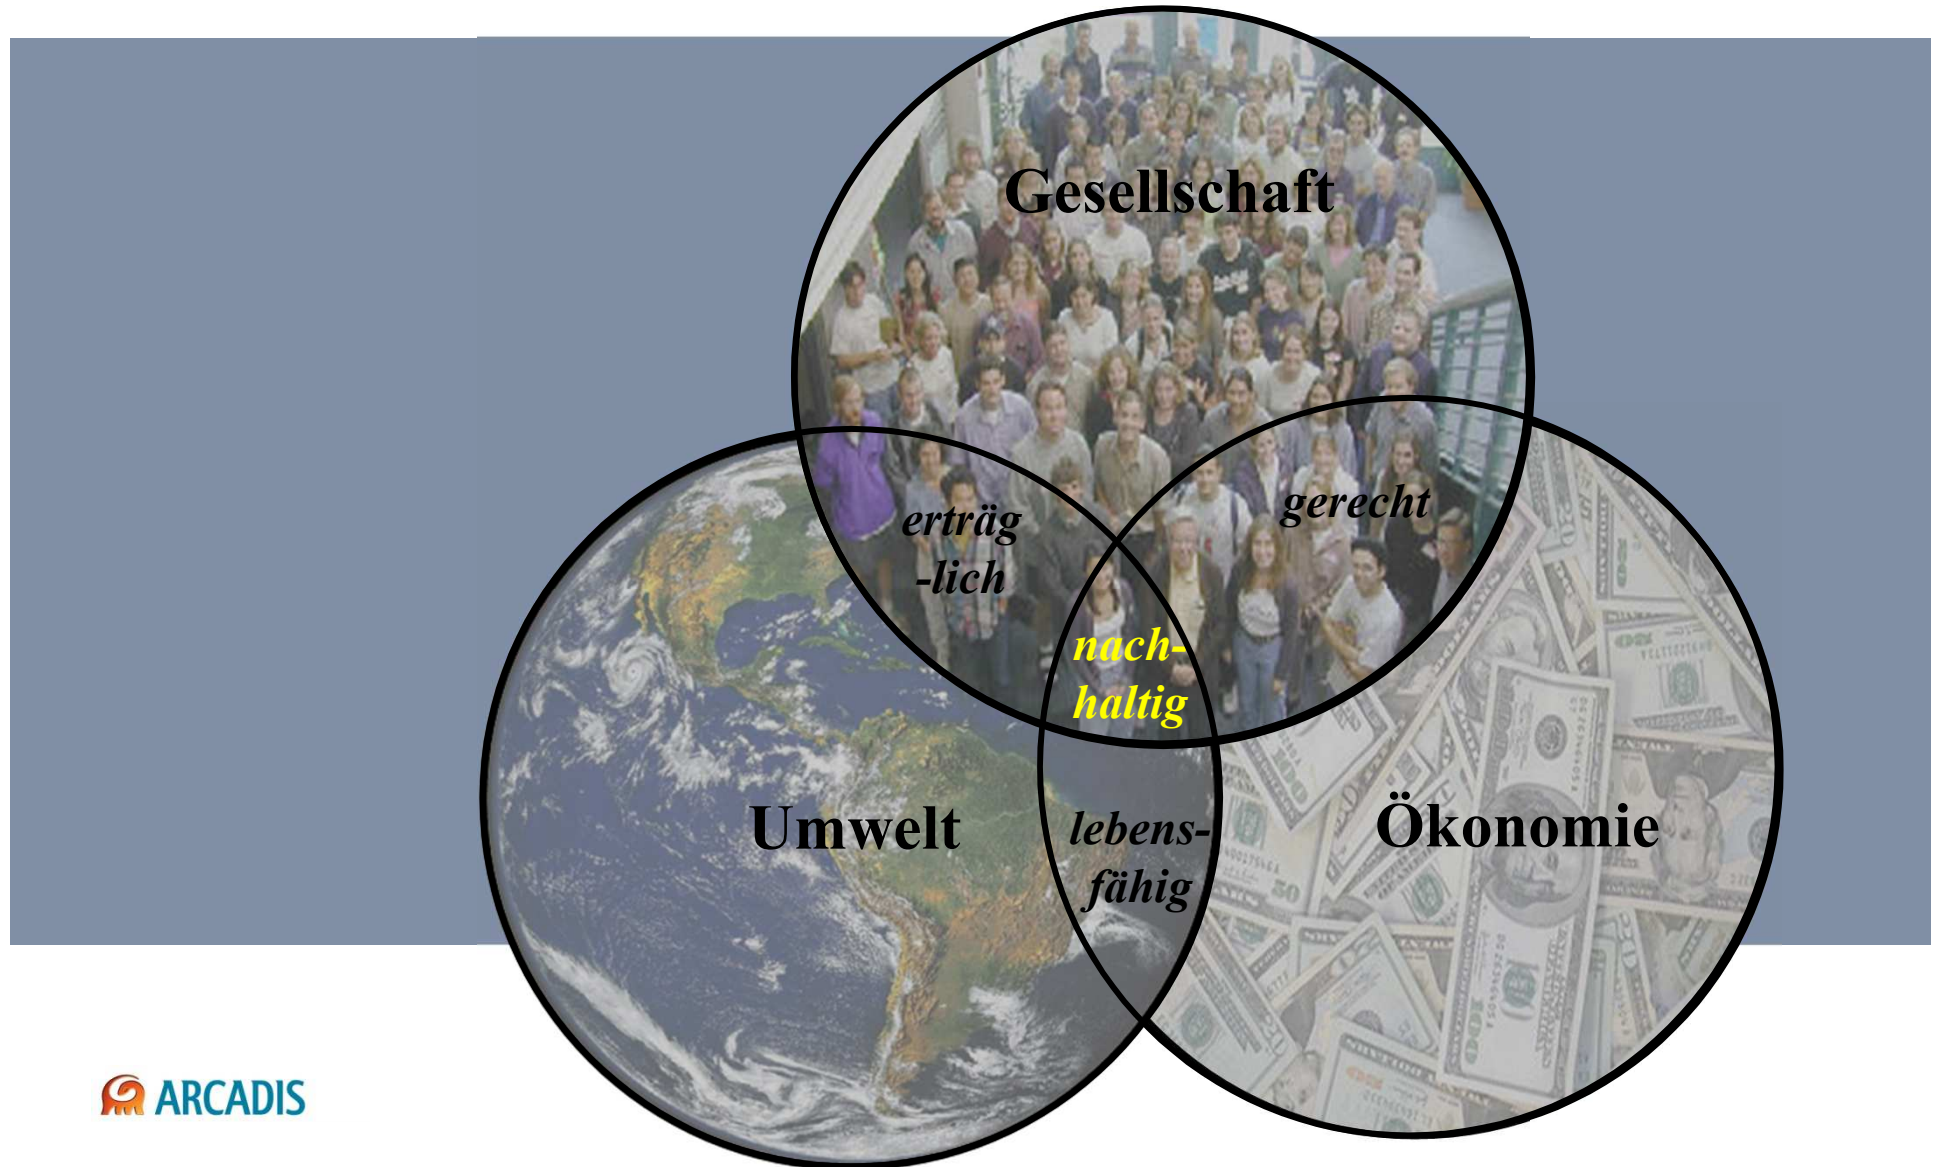 Gesellschaft
gerecht
erträg
-lich
nach-
haltig
Umwelt
Ökonomie
lebens-
fähig
ARCADIS